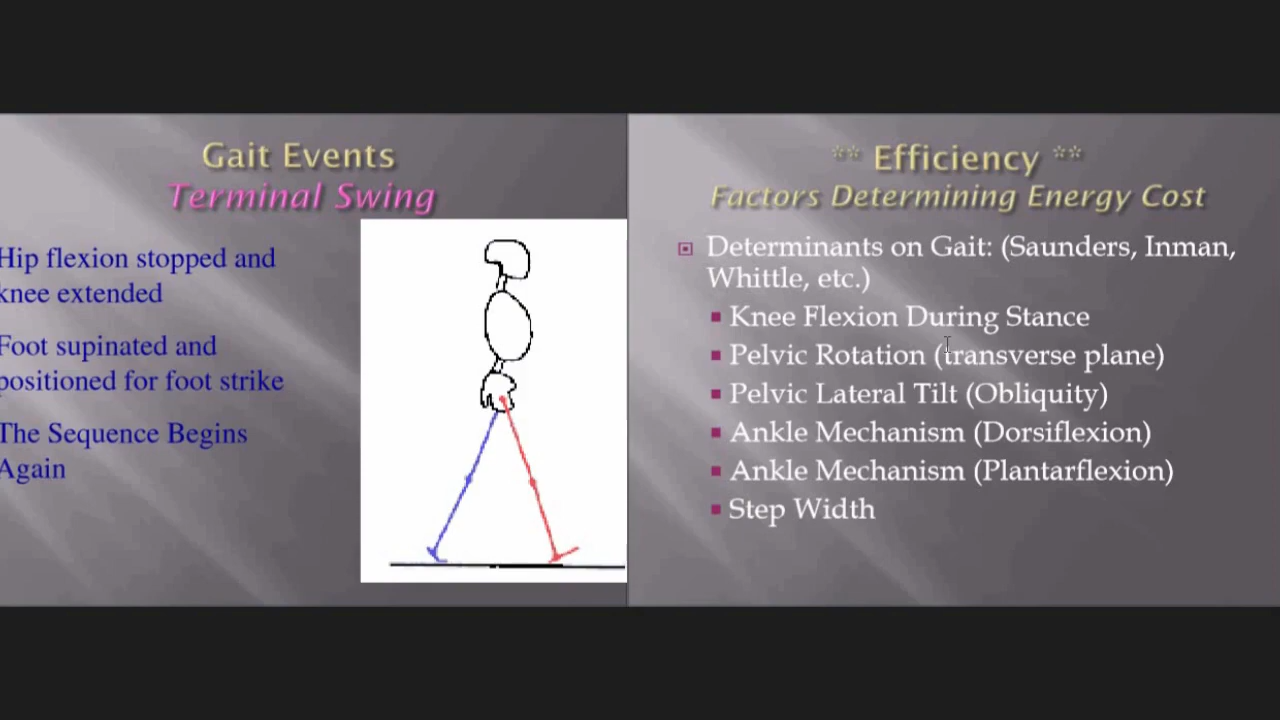 Gait Events
Terminal Swing
Hip flexion stopped and
knee extended
Foot supinated and
positioned for foot strike
The Sequence Begins
Again
** Efficiency **
Factors Determining Energy Cost
Determinants on Gait: (Saunders, Inman,
Whittle, etc.)
Knee Flexion During Stance
Pelvic Rotation (transverse plane)
Pelvic Lateral Tilt (Obliquity)
Ankle Mechanism (Dorsiflexion)
Ankle Mechanism (Plantarflexion)
Step Width